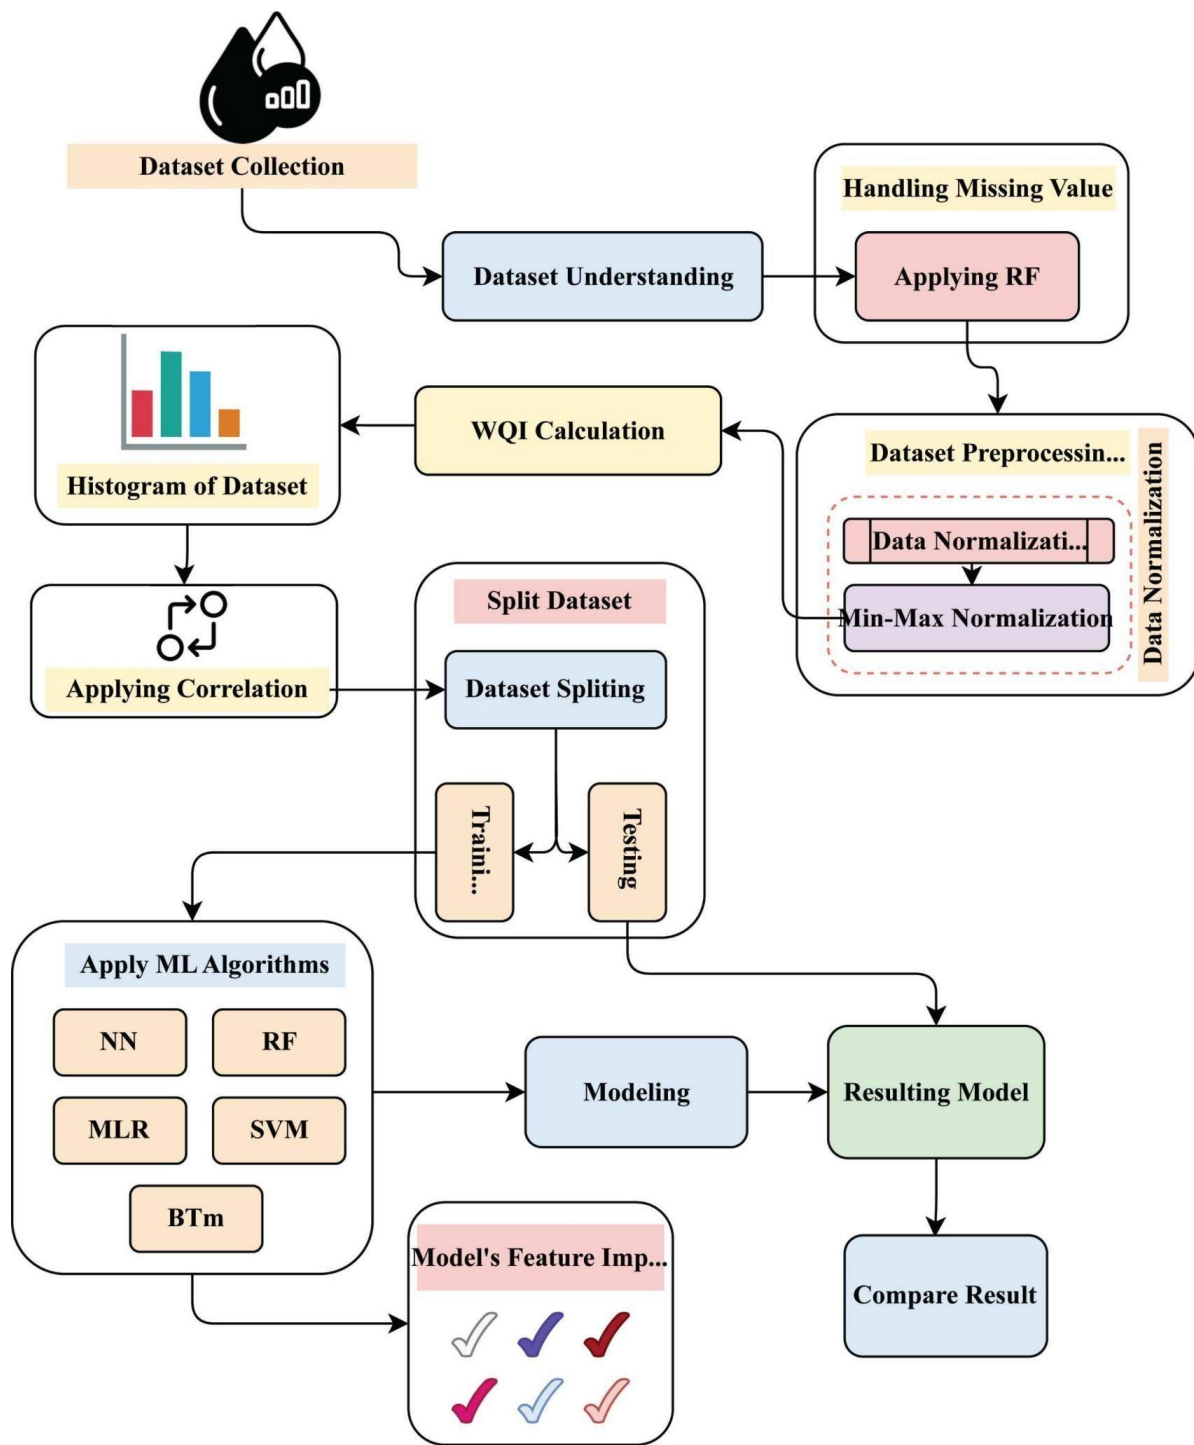 Dataset Collection
Handling Missing Value
Dataset Understanding
Applying RF
WQI Calculation
Histogram of Dataset
Dataset Preprocessin...
Data Normalizati...
Min-Max Normalization
Data Normalization
Applying Correlation
Split Dataset
Dataset Spliting
Traini...
Testing
Apply ML Algorithms
NN
RF
MLR
SVM
BTm
Modeling
Resulting Model
Model's Feature Imp...
Compare Result